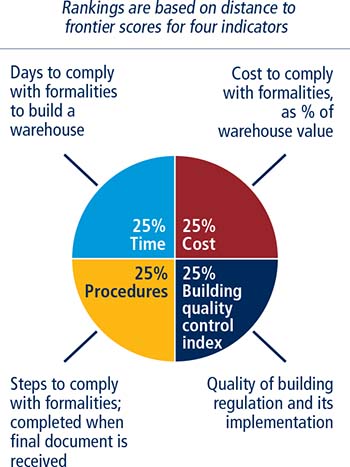 Rankings are based on distance to
frontier scores for four indicators
Days to comply
with formalities
to build a
warehouse
Cost to comply
with formalities,
as % of
warehouse value
25%
Time
25%
Cost
25%
Procedures
25%
Building
quality
control
index
Steps to comply
with formalities;
completed when
final document is
received
Quality of building
regulation and its
implementation